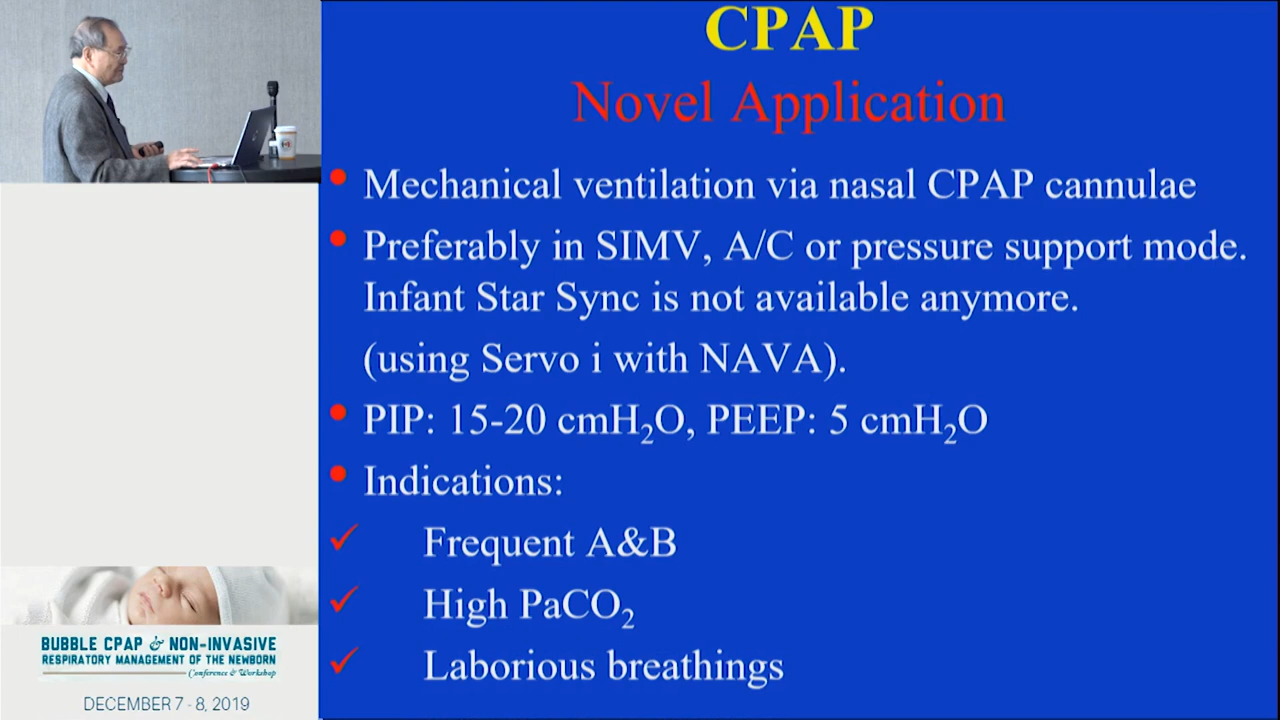 CPAP
Novel Application
• Mechanical ventilation via nasal CPAP cannulae
• Preferably in SIMV, A/C or pressure support mode.
Infant Star Sync is not available anymore.
(using Servo i with NAVA).
• PIP: 15-20 cmH₂O, PEEP: 5 cmH₂O
• Indications:
✓ Frequent A&B
✓ High PaCO₂
✓ Laborious breathings
BUBBLE CPAP & NON-INVASIVE
RESPIRATORY MANAGEMENT OF THE NEWBORN
Conference & Workshop
DECEMBER 7 - 8, 2019